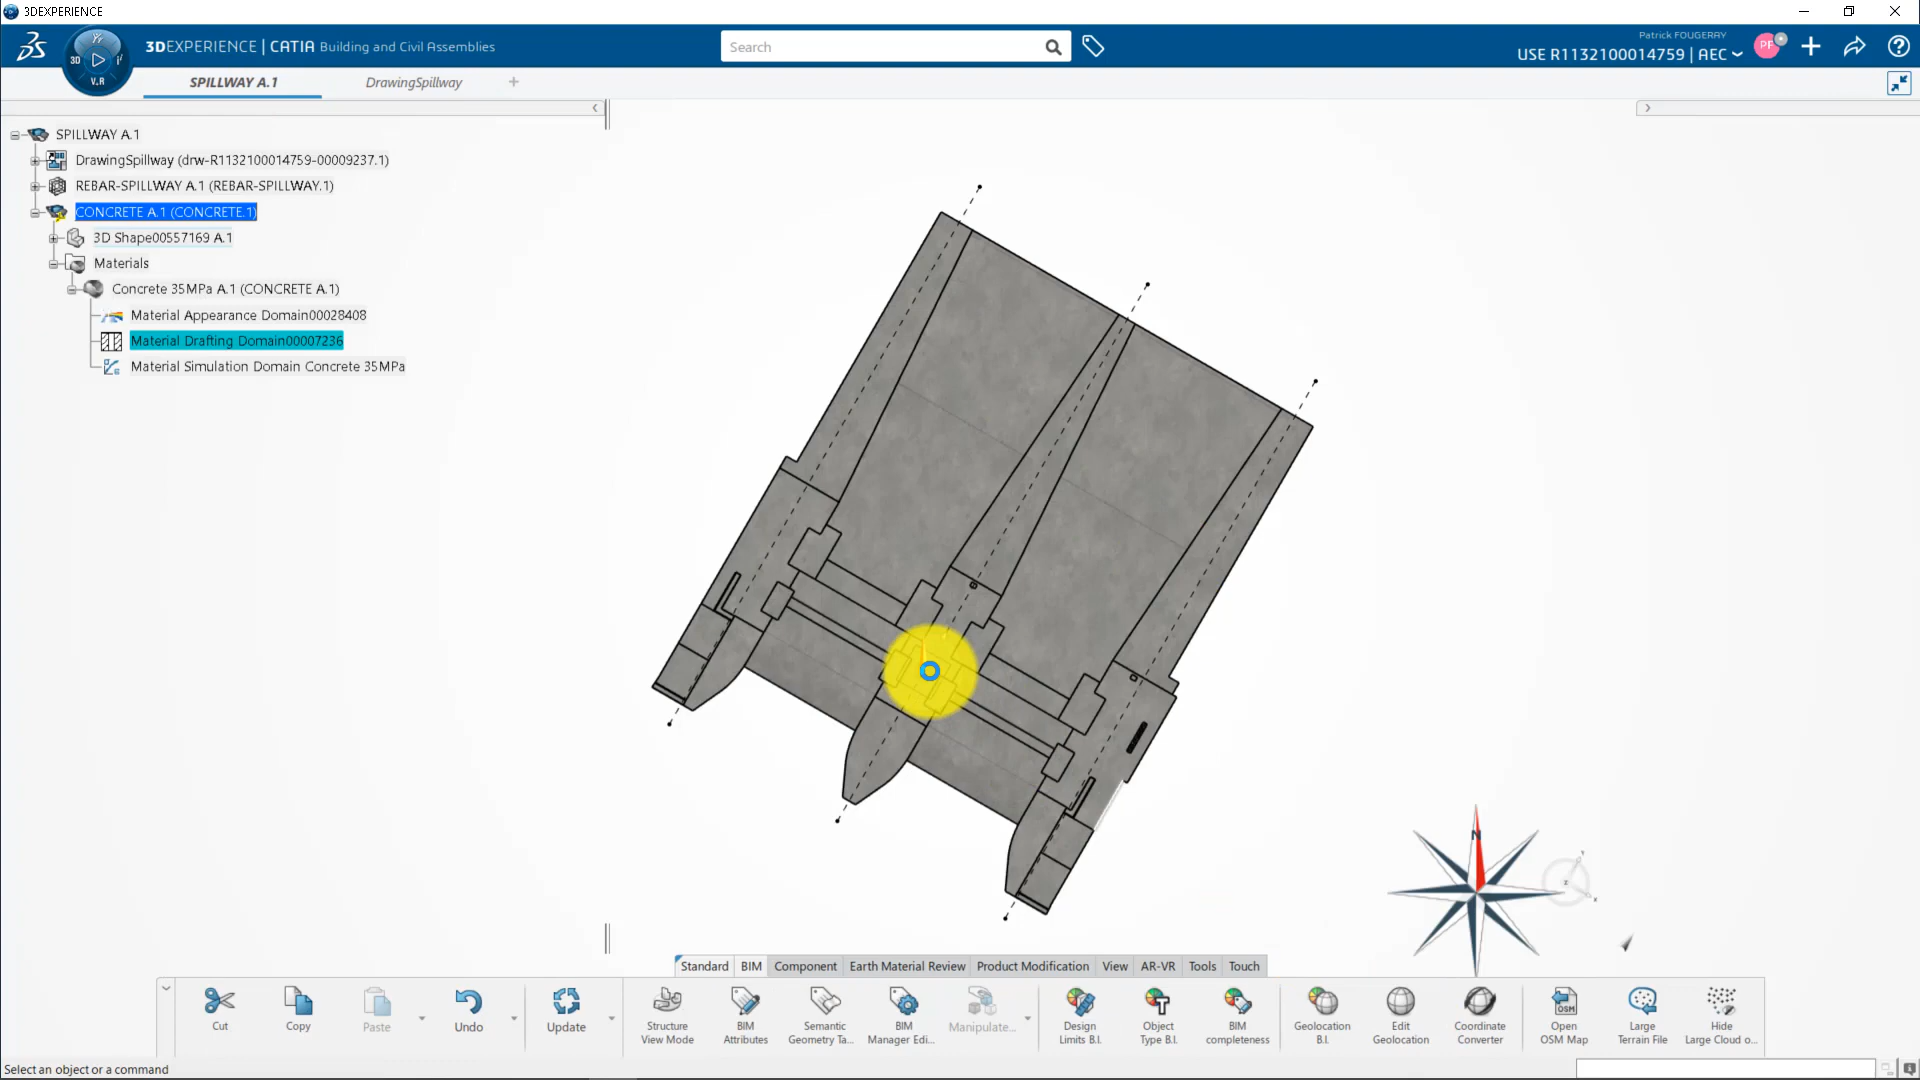 3DEXPERIENCE
3DEXPERIENCE | CATIA Building and Civil Assemblies
Search
Patrick FOUGERAY
USE R1132100014759 | AEC
PF
3D
V.R
SPILLWAY A.1
DrawingSpillway
SPILLWAY A.1
DrawingSpillway (drw-R1132100014759-00009237.1)
REBAR-SPILLWAY A.1 (REBAR-SPILLWAY.1)
CONCRETE A.1 (CONCRETE.1)
3D Shape00557169 A.1
Materials
Concrete 35MPa A.1 (CONCRETE A.1)
Material Appearance Domain00028408
Material Drafting Domain00007236
Material Simulation Domain Concrete 35MPa
N
Standard BIM Component Earth Material Review Product Modification View AR-VR Tools Touch
Cut
Copy
Paste
Undo
Update
Structure
View Mode
BIM
Attributes
Semantic
Geometry Ta...
BIM
Manager Edi...
Manipulate...
Design
Limits B.I.
Object
Type B.I.
BIM
completeness
Geolocation
B.I.
Edit
Geolocation
Coordinate
Converter
Open
OSM Map
Large
Terrain File
Hide
Large Cloud o...
Select an object or a command